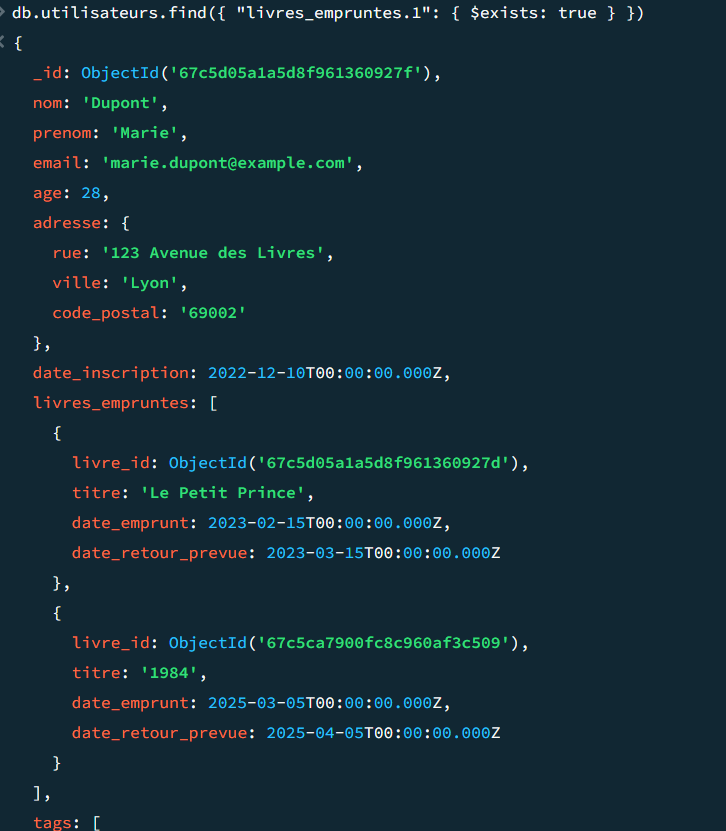 db.utilisateurs.find({ "livres_empruntes.1": { $exists: true } })
{
  _id: ObjectId('67c5d05a1a5d8f961360927f'),
  nom: 'Dupont',
  prenom: 'Marie',
  email: 'marie.dupont@example.com',
  age: 28,
  adresse: {
    rue: '123 Avenue des Livres',
    ville: 'Lyon',
    code_postal: '69002'
  },
  date_inscription: 2022-12-10T00:00:00.000Z,
  livres_empruntes: [
    {
      livre_id: ObjectId('67c5d05a1a5d8f961360927d'),
      titre: 'Le Petit Prince',
      date_emprunt: 2023-02-15T00:00:00.000Z,
      date_retour_prevue: 2023-03-15T00:00:00.000Z
    },
    {
      livre_id: ObjectId('67c5ca7900fc8c960af3c509'),
      titre: '1984',
      date_emprunt: 2025-03-05T00:00:00.000Z,
      date_retour_prevue: 2025-04-05T00:00:00.000Z
    }
  ],
  tags: [